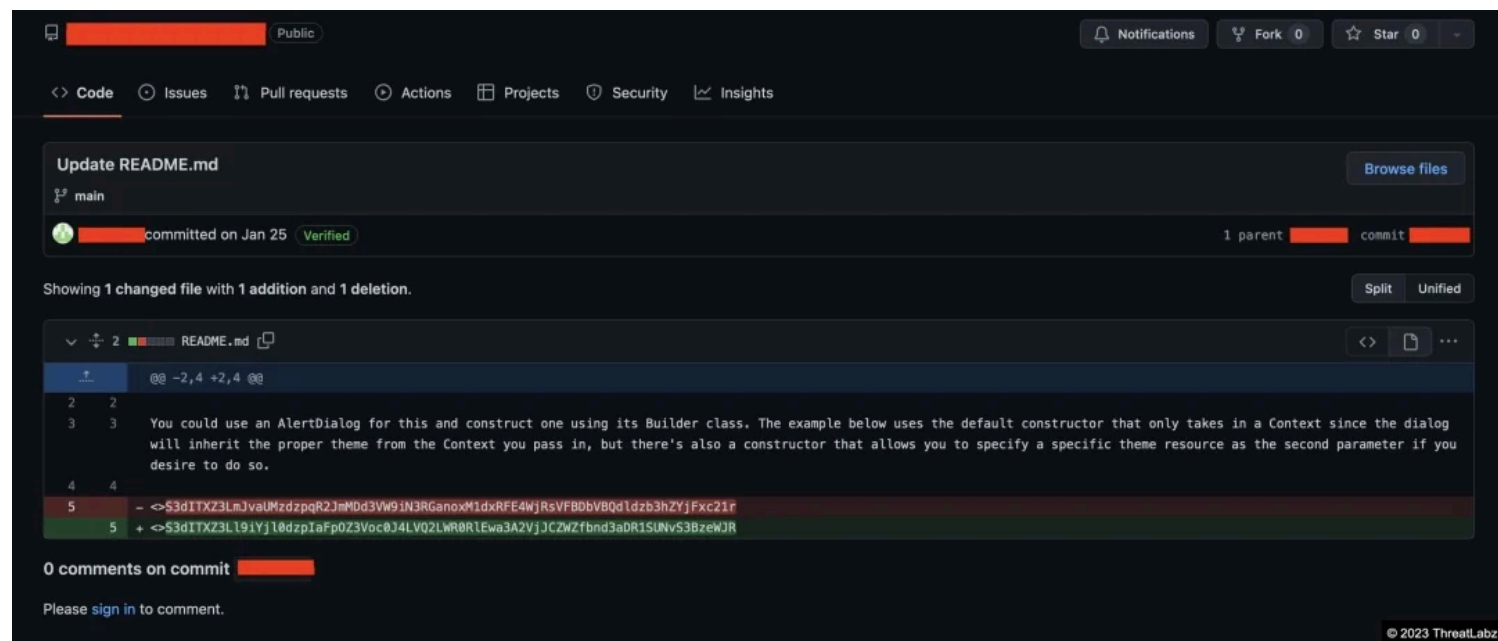 Public
Notifications
Fork 0
Star 0
Code
Issues
Pull requests
Actions
Projects
Security
Insights
Update README.md
Browse files
main
committed on Jan 25 Verified
1 parent commit
Showing 1 changed file with 1 addition and 1 deletion.
Split Unified
2 README.md
@@ -2,4 +2,4 @@
2 2
3 3 You could use an AlertDialog for this and construct one using its Builder class. The example below uses the default constructor that only takes in a Context since the dialog
will inherit the proper theme from the Context you pass in, but there's also a constructor that allows you to specify a specific theme resource as the second parameter if you
desire to do so.
4 4
5 -
5 +
0 comments on commit
Please sign in to comment.
© 2023 ThreatLabz